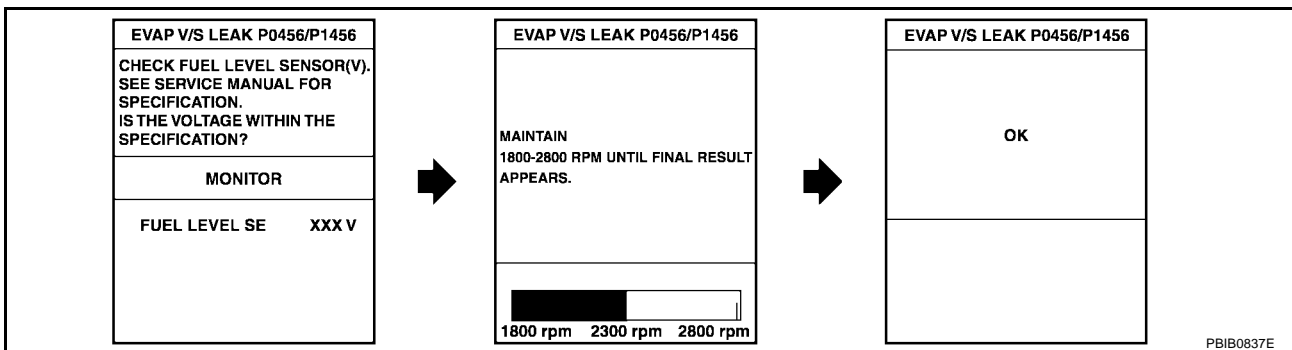 EVAP V/S LEAK P0456/P1456
CHECK FUEL LEVEL SENSOR(V).
SEE SERVICE MANUAL FOR
SPECIFICATION.
IS THE VOLTAGE WITHIN THE
SPECIFICATION?
MONITOR
FUEL LEVEL SE XXX V
EVAP V/S LEAK P0456/P1456
MAINTAIN
1800-2800 RPM UNTIL FINAL RESULT
APPEARS.
1800 rpm 2300 rpm 2800 rpm
EVAP V/S LEAK P0456/P1456
OK
PBIB0837E